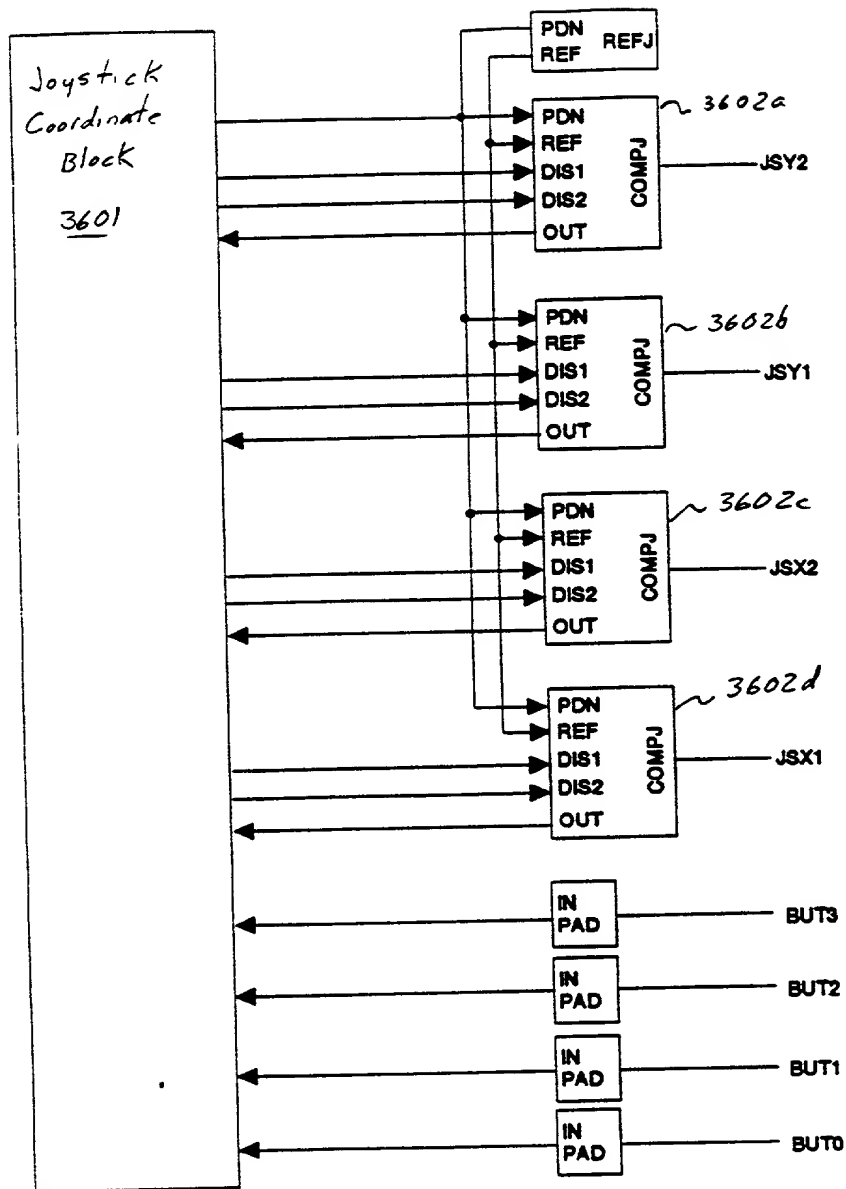 Joystick
Coordinate
Block
3601
PDN
REF
REFJ
3602a
PDN
REF
DIS1
DIS2
OUT
COMPJ
JSY2
3602b
PDN
REF
DIS1
DIS2
OUT
COMPJ
JSY1
3602c
PDN
REF
DIS1
DIS2
OUT
COMPJ
JSX2
3602d
PDN
REF
DIS1
DIS2
OUT
COMPJ
JSX1
IN
PAD
BUT3
IN
PAD
BUT2
IN
PAD
BUT1
IN
PAD
BUT0